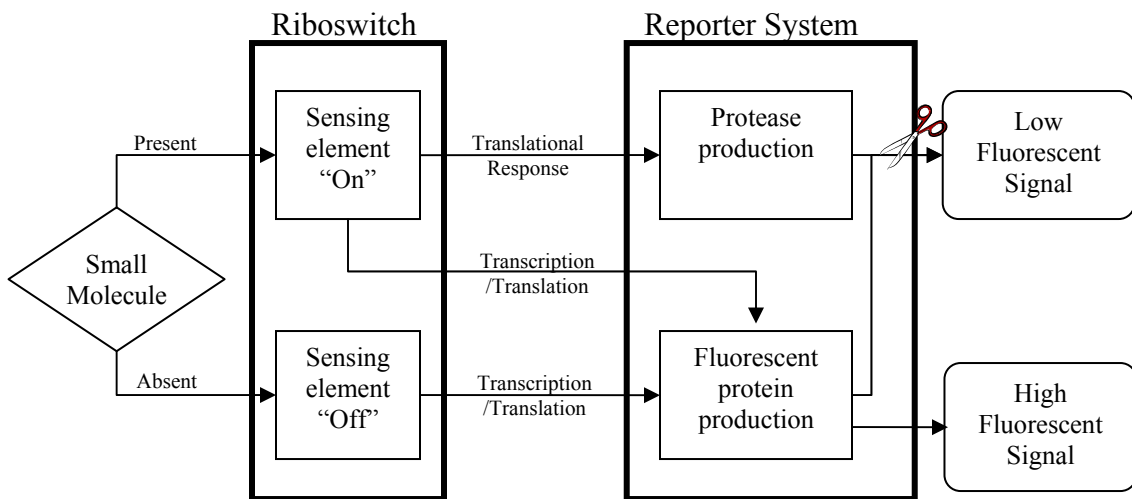 Riboswitch
Reporter System
Small
Molecule
Present
Absent
Sensing
element
“On”
Sensing
element
“Off”
Translational
Response
Transcription
/Translation
Transcription
/Translation
Protease
production
Fluorescent
protein
production
Low
Fluorescent
Signal
High
Fluorescent
Signal